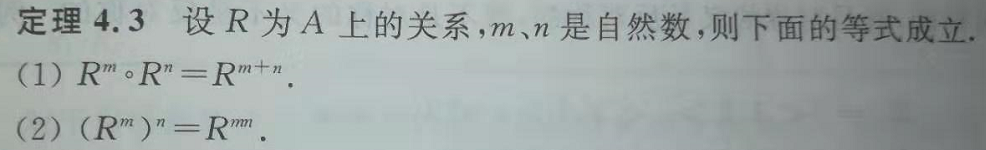 定理 4.3 设 R 为 A 上的关系,m、n 是自然数,则下面的等式成立.
(1) Rᵐ∘Rⁿ=Rᵐ⁺ⁿ.
(2) (Rᵐ)ⁿ=Rᵐⁿ.